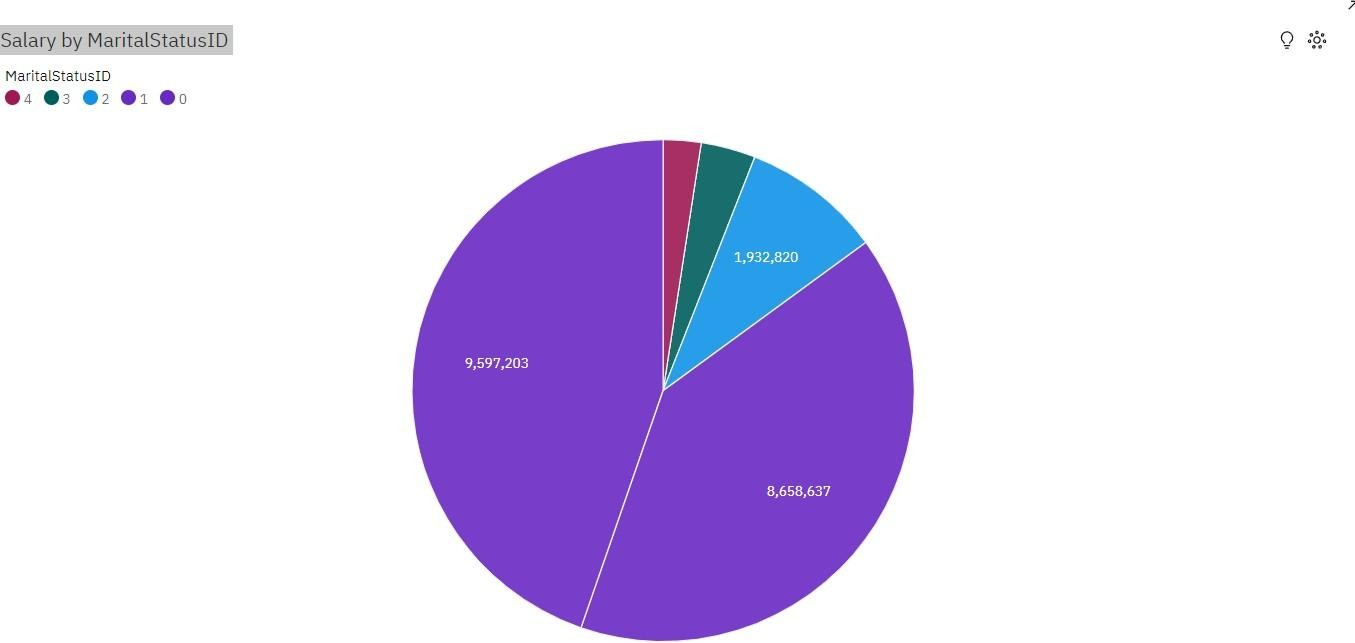 Salary by MaritalStatusID
MaritalStatusID
4 3 2 1 0
1,932,820
9,597,203
8,658,637